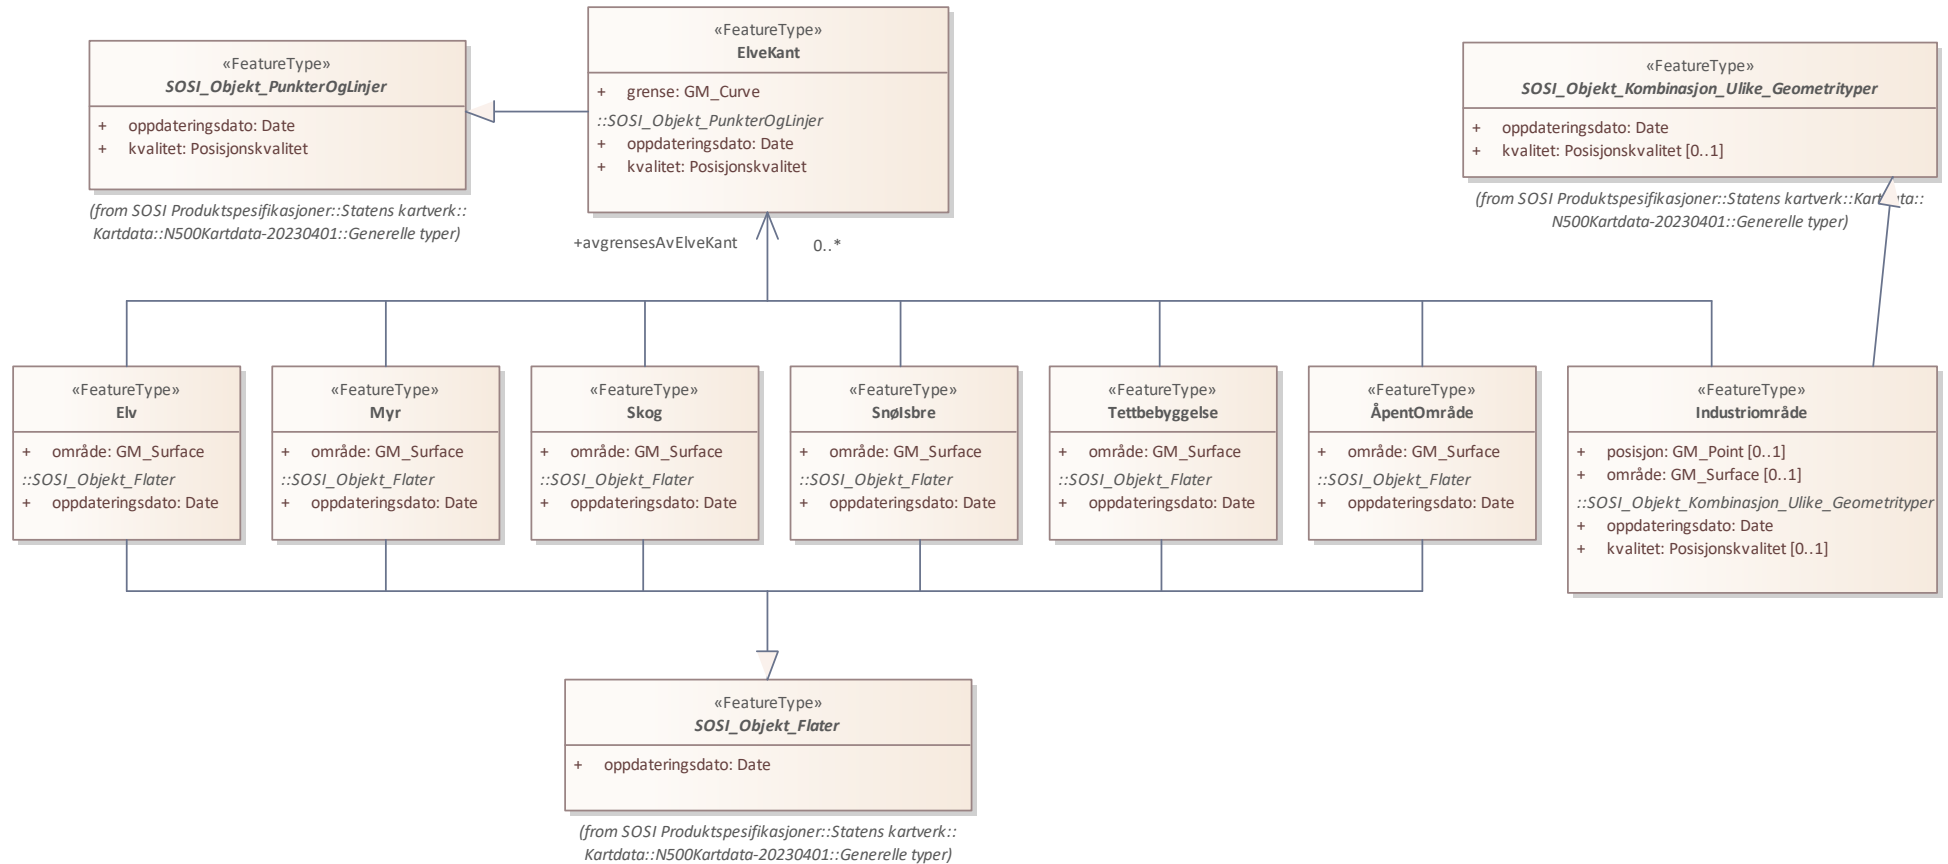 «FeatureType»
ElveKant
+ grense: GM_Curve
::SOSI_Objekt_PunkterOgLinjer
+ oppdateringsdato: Date
+ kvalitet: Posisjonskvalitet
«FeatureType»
SOSI_Objekt_PunkterOgLinjer
+ oppdateringsdato: Date
+ kvalitet: Posisjonskvalitet
(from SOSI Produktspesifikasjoner::Statens kartverk::
Kartdata::N500Kartdata-20230401::Generelle typer)
«FeatureType»
SOSI_Objekt_Kombinasjon_Ulike_Geometrityper
+ oppdateringsdato: Date
+ kvalitet: Posisjonskvalitet [0..1]
(from SOSI Produktspesifikasjoner::Statens kartverk::Kartdata::
N500Kartdata-20230401::Generelle typer)
+avgrensesAvElveKant
0..*
«FeatureType»
Elv
+ område: GM_Surface
::SOSI_Objekt_Flater
+ oppdateringsdato: Date
«FeatureType»
Myr
+ område: GM_Surface
::SOSI_Objekt_Flater
+ oppdateringsdato: Date
«FeatureType»
Skog
+ område: GM_Surface
::SOSI_Objekt_Flater
+ oppdateringsdato: Date
«FeatureType»
SnøIsbre
+ område: GM_Surface
::SOSI_Objekt_Flater
+ oppdateringsdato: Date
«FeatureType»
Tettbebyggelse
+ område: GM_Surface
::SOSI_Objekt_Flater
+ oppdateringsdato: Date
«FeatureType»
ÅpentOmråde
+ område: GM_Surface
::SOSI_Objekt_Flater
+ oppdateringsdato: Date
«FeatureType»
Industriområde
+ posisjon: GM_Point [0..1]
+ område: GM_Surface [0..1]
::SOSI_Objekt_Kombinasjon_Ulike_Geometrityper
+ oppdateringsdato: Date
+ kvalitet: Posisjonskvalitet [0..1]
«FeatureType»
SOSI_Objekt_Flater
+ oppdateringsdato: Date
(from SOSI Produktspesifikasjoner::Statens kartverk::
Kartdata::N500Kartdata-20230401::Generelle typer)